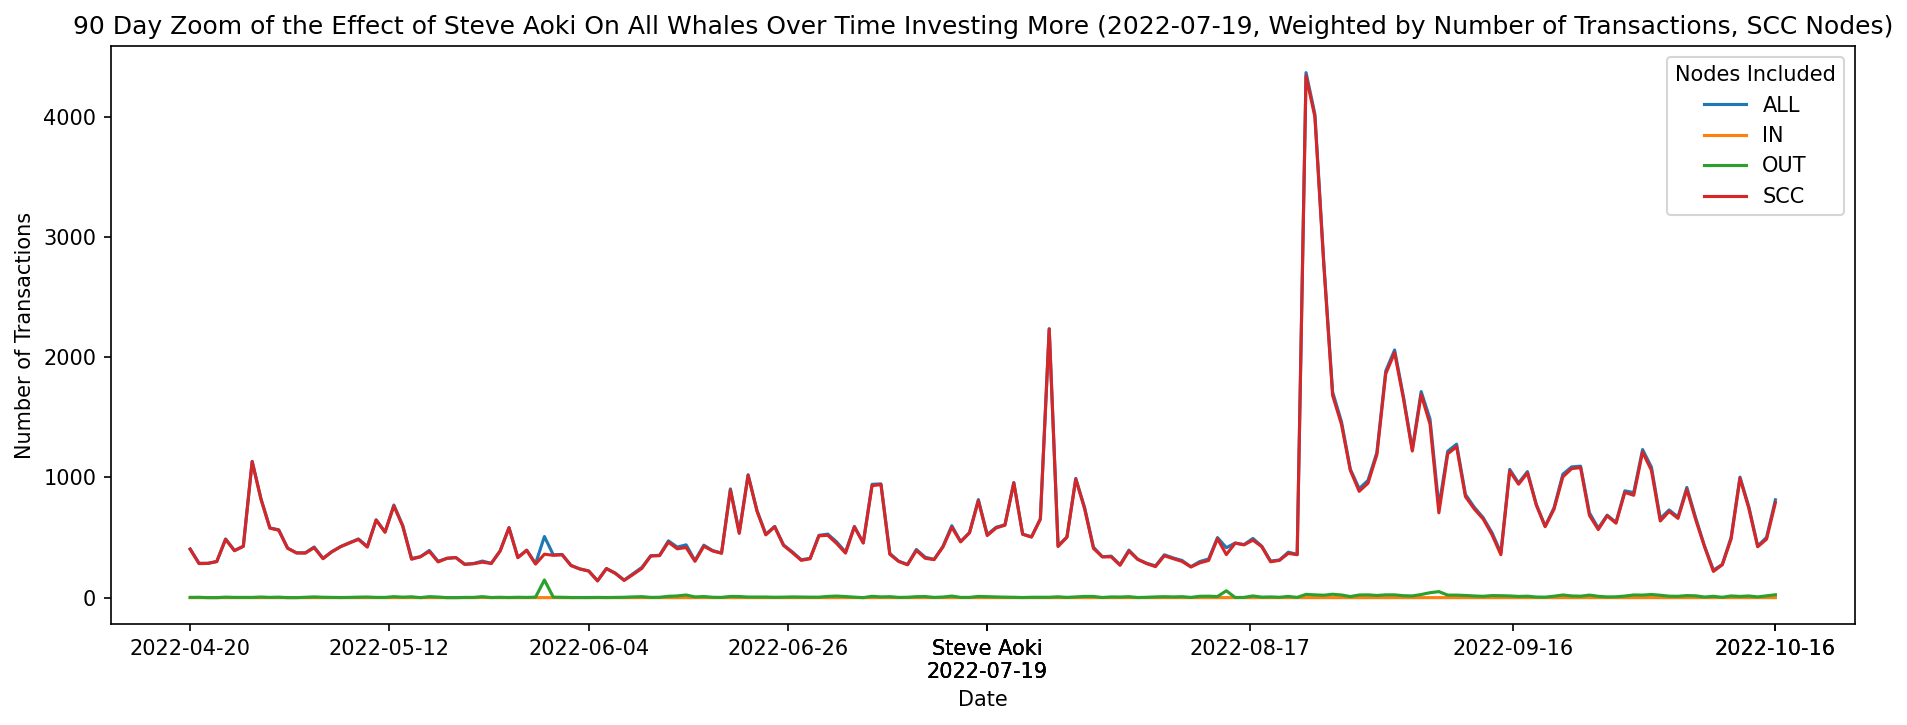 90 Day Zoom of the Effect of Steve Aoki On All Whales Over Time Investing More (2022-07-19, Weighted by Number of Transactions, SCC Nodes)
Nodes Included
ALL
IN
OUT
SCC
4000
3000
2000
1000
0
Number of Transactions
2022-04-20
2022-05-12
2022-06-04
2022-06-26
Steve Aoki
2022-07-19
2022-08-17
2022-09-16
2022-10-16
Date